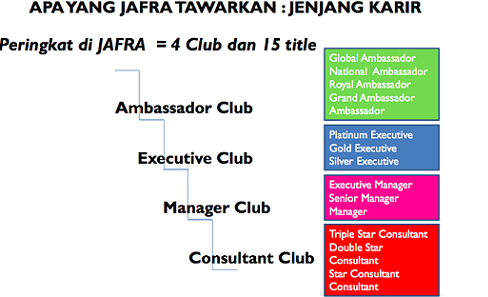 APA YANG JAFRA TAWARKAN : JENJANG KARIR
Peringkat di JAFRA = 4 Club dan 15 title
Ambassador Club
Global Ambassador
National Ambassador
Royal Ambassador
Grand Ambassador
Ambassador
Executive Club
Platinum Executive
Gold Executive
Silver Executive
Manager Club
Executive Manager
Senior Manager
Manager
Consultant Club
Triple Star Consultant
Double Star
Consultant
Star Consultant
Consultant